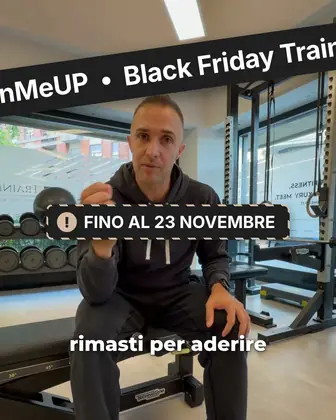 nMeUP • Black Friday Train
FINO AL 23 NOVEMBRE
rimasti per aderire